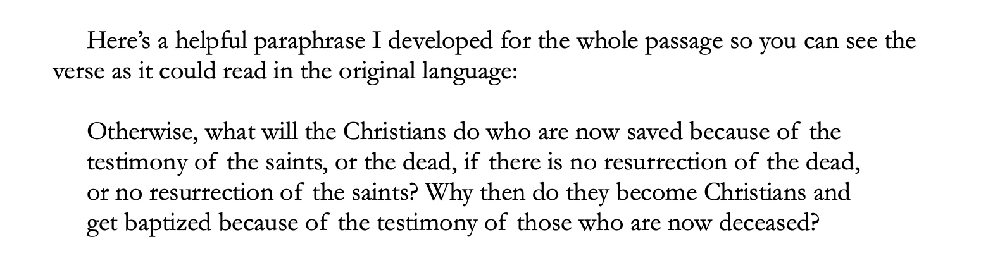 Here’s a helpful paraphrase I developed for the whole passage so you can see the
verse as it could read in the original language:
Otherwise, what will the Christians do who are now saved because of the
testimony of the saints, or the dead, if there is no resurrection of the dead,
or no resurrection of the saints? Why then do they become Christians and
get baptized because of the testimony of those who are now deceased?